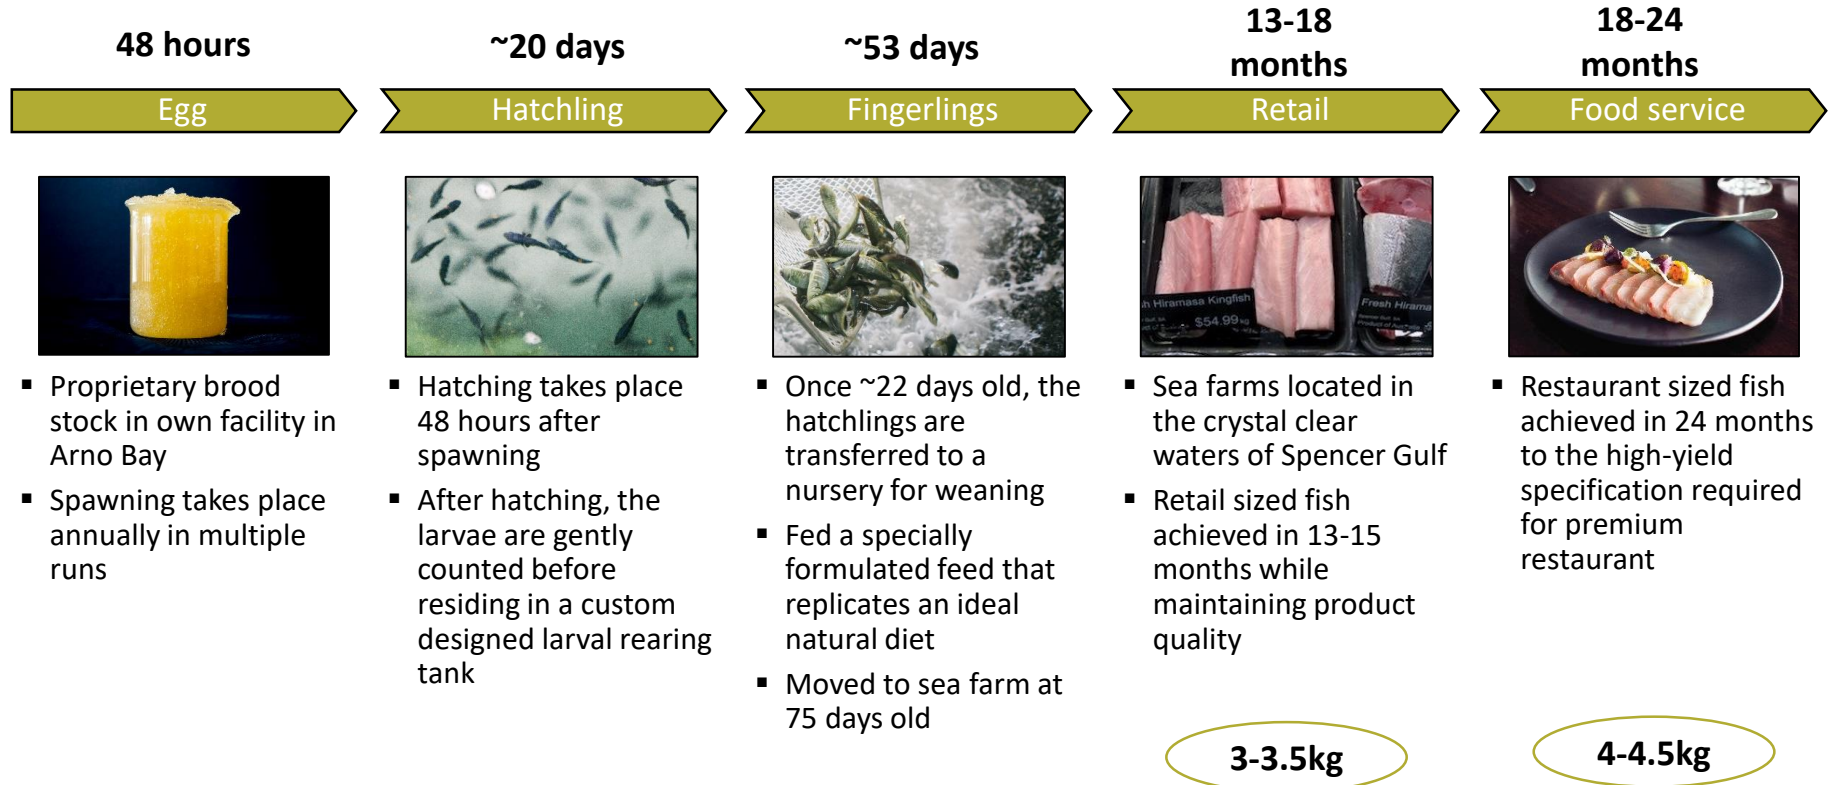 48 hours
Egg
▪ Proprietary brood
stock in own facility in
Arno Bay
▪ Spawning takes place
annually in multiple
runs
~20 days
Hatchling
▪ Hatching takes place
48 hours after
spawning
▪ After hatching, the
larvae are gently
counted before
residing in a custom
designed larval rearing
tank
~53 days
Fingerlings
▪ Once ~22 days old, the
hatchlings are
transferred to a
nursery for weaning
▪ Fed a specially
formulated feed that
replicates an ideal
natural diet
▪ Moved to sea farm at
75 days old
13-18
months
Retail
h Hiramasa Kingfish
$54.99 kg
Fresh Hirama
Product of
▪ Sea farms located in
the crystal clear
waters of Spencer Gulf
▪ Retail sized fish
achieved in 13-15
months while
maintaining product
quality
3-3.5kg
18-24
months
Food service
▪ Restaurant sized fish
achieved in 24 months
to the high-yield
specification required
for premium
restaurant
4-4.5kg